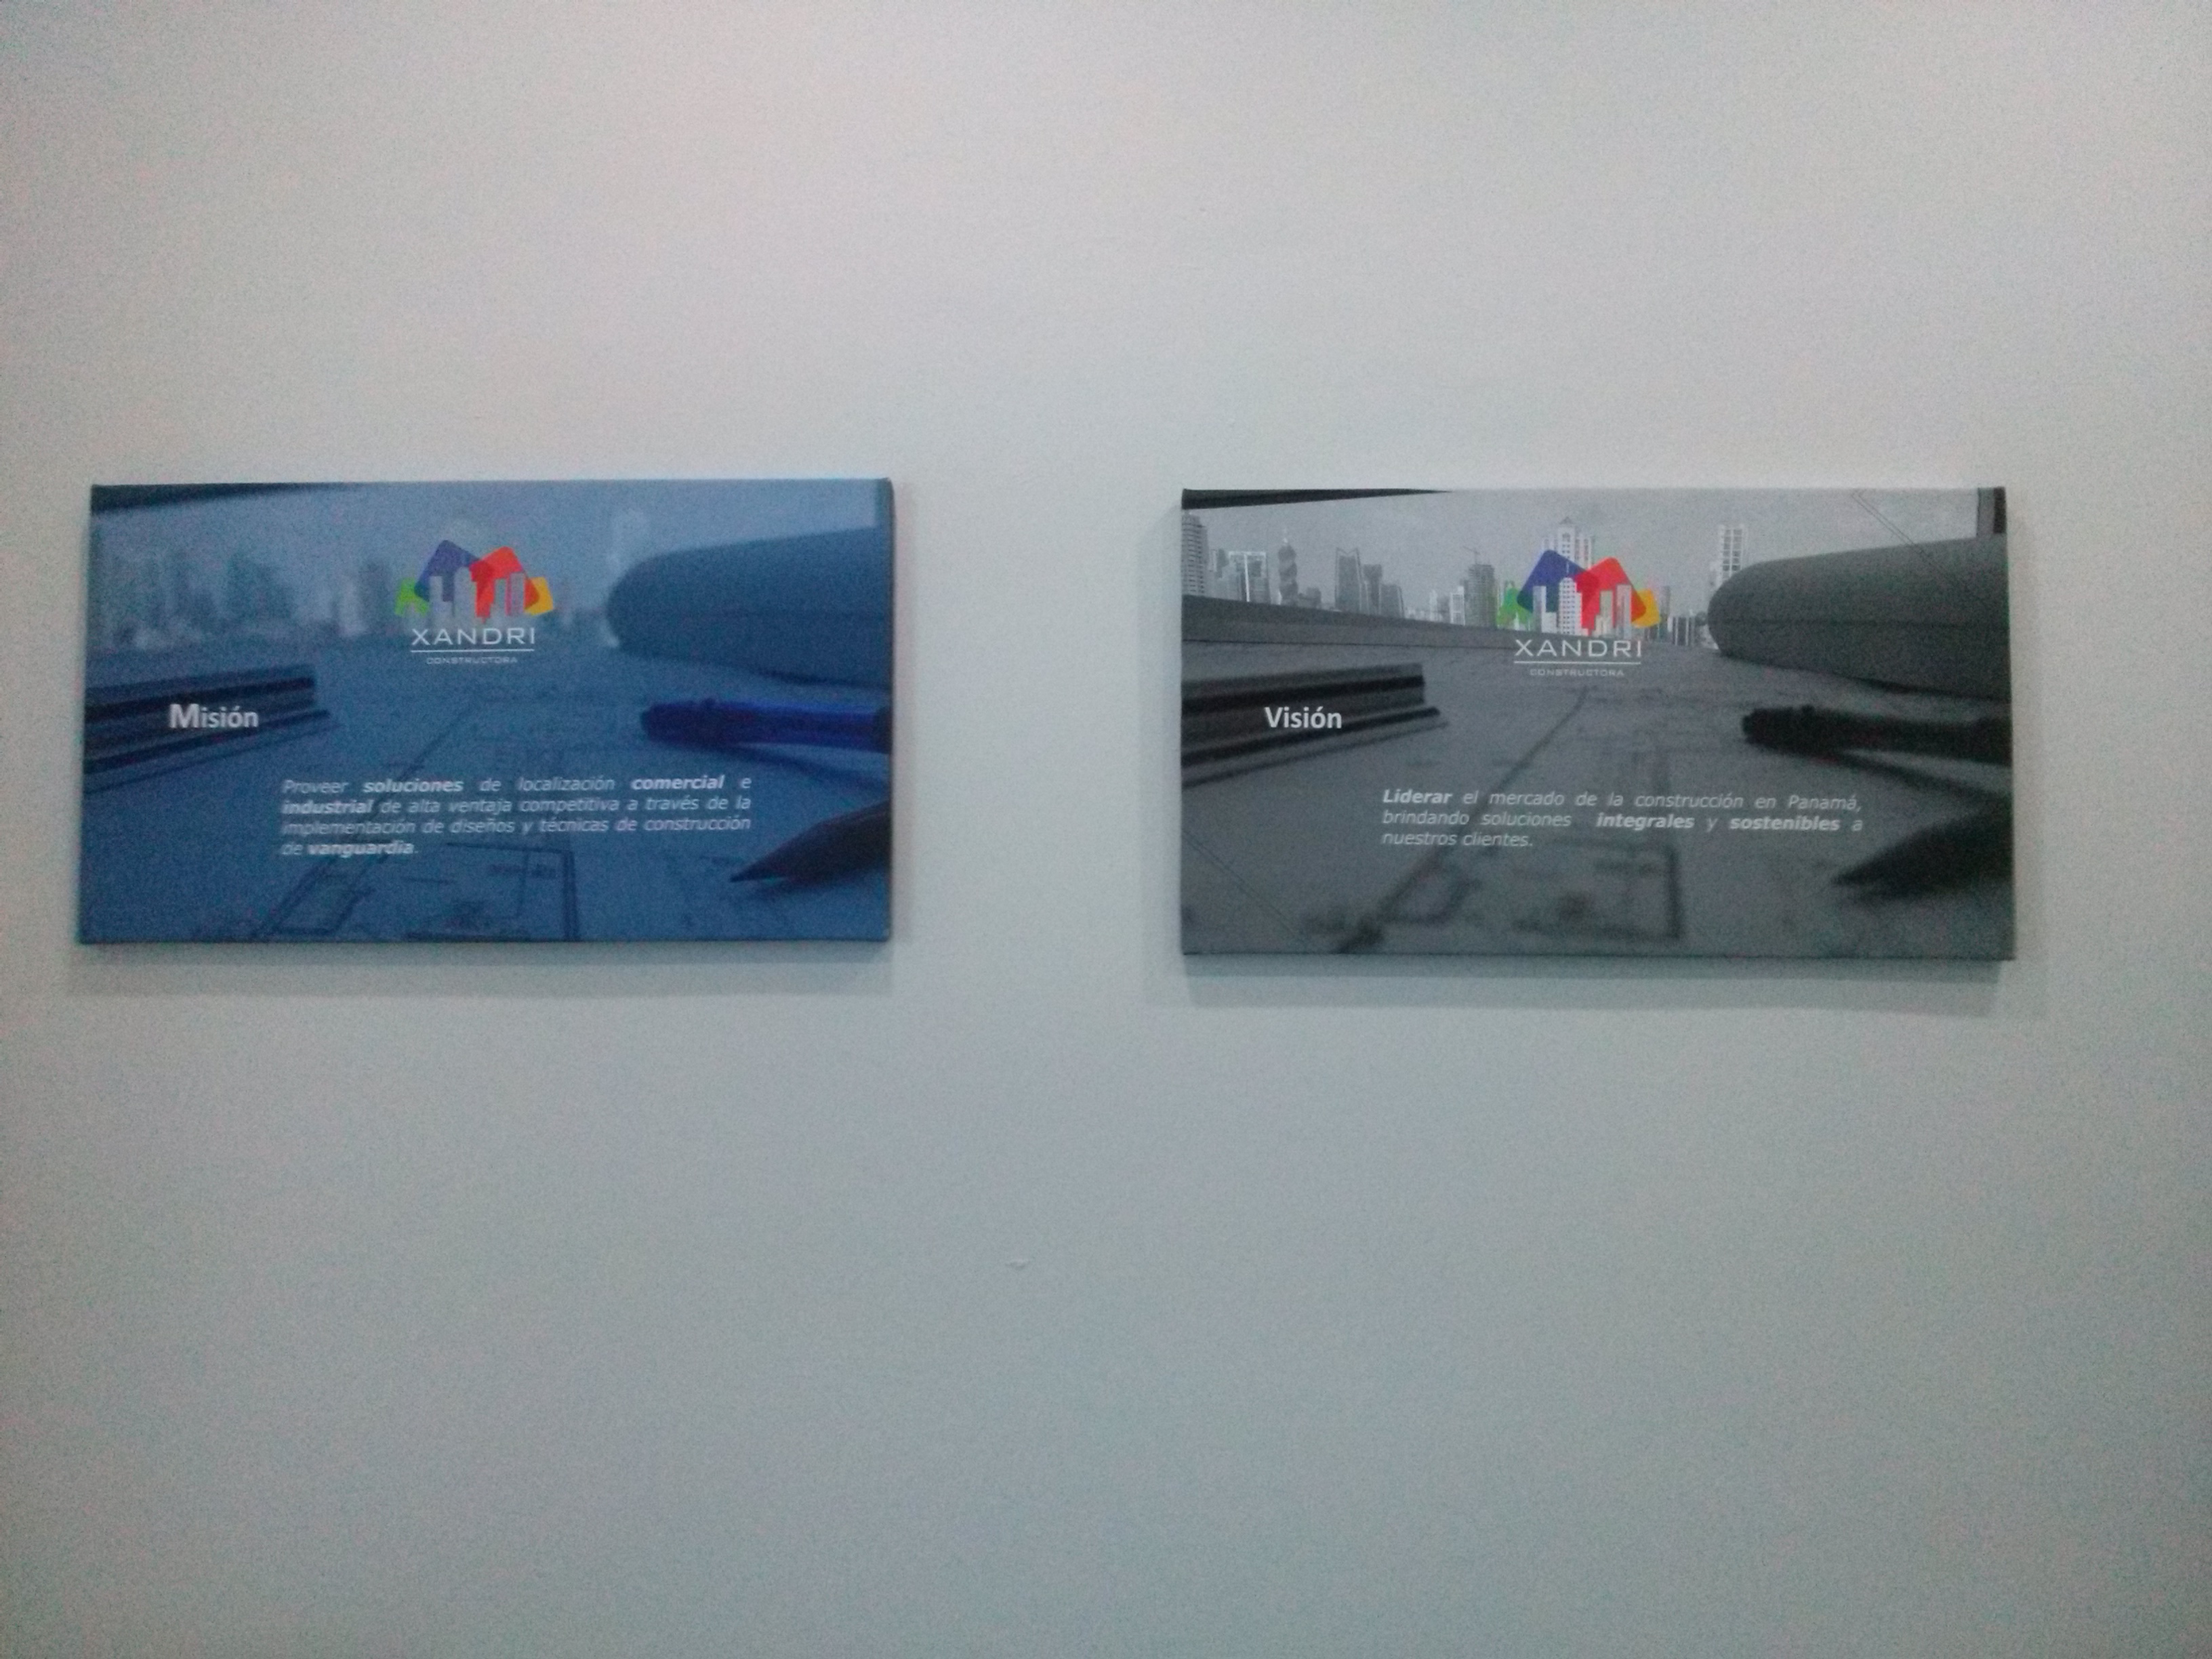 XANDRI
CONSTRUCTORA
Misión
Proveer soluciones de localización comercial e
industrial de alta ventaja competitiva a través de la
implementación de diseños y técnicas de construcción
de vanguardia.
XANDRI
CONSTRUCTORA
Visión
Liderar el mercado de la construcción en Panamá,
brindando soluciones integrales y sostenibles a
nuestros clientes.